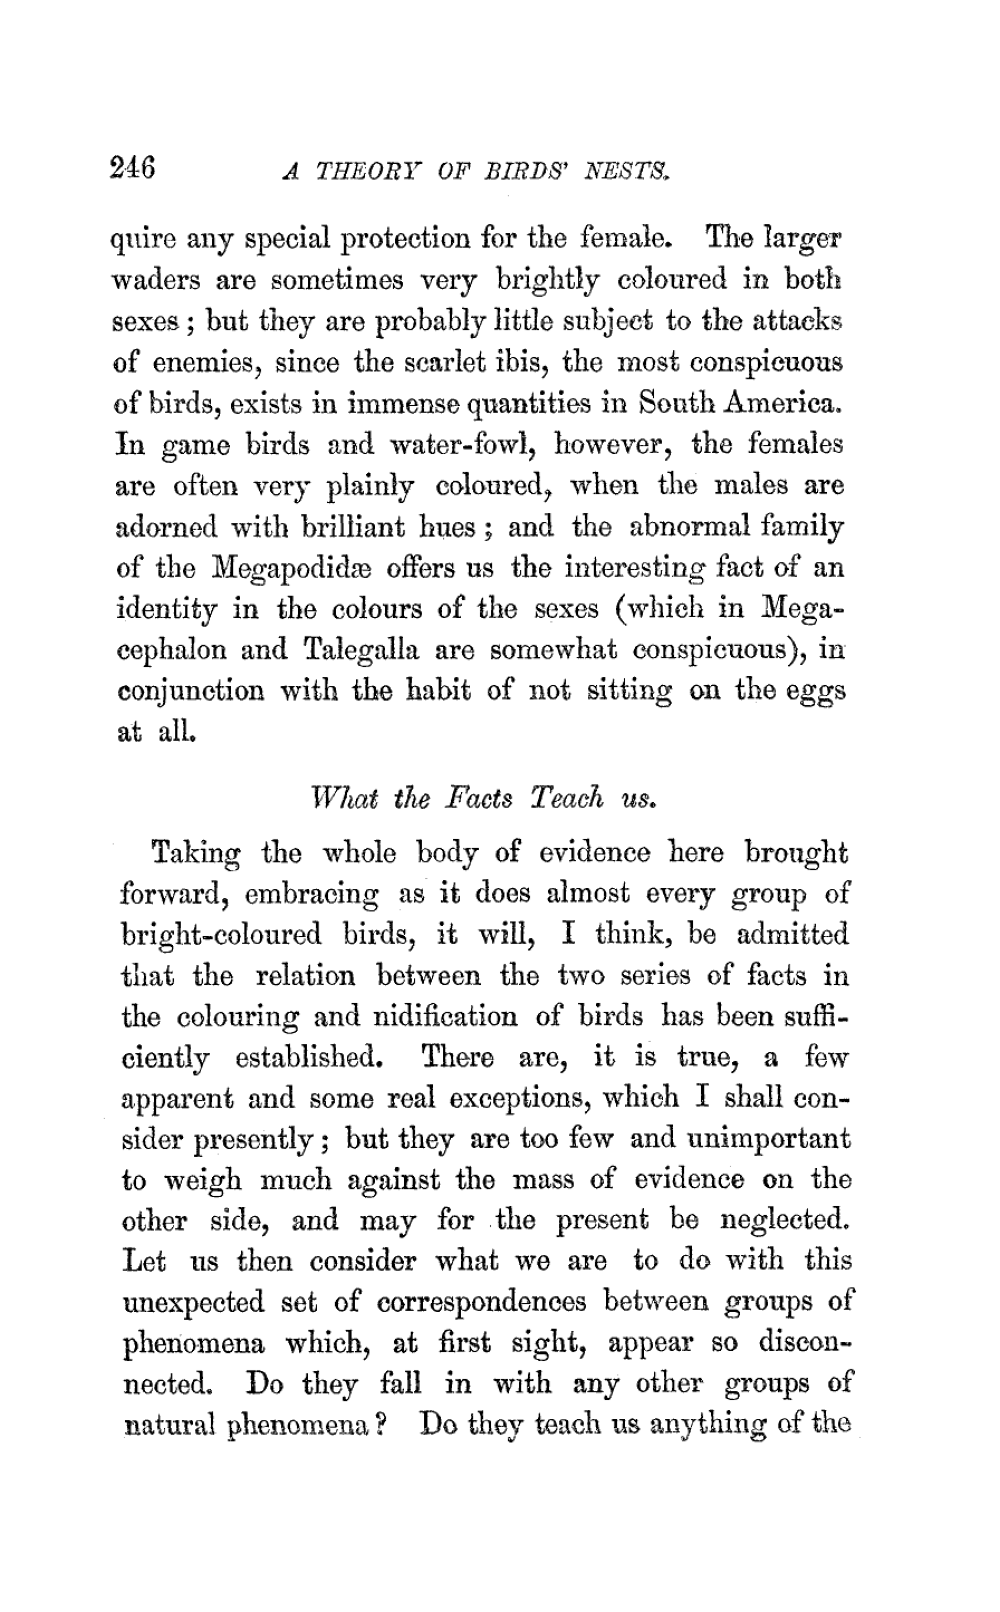 246 A THEORY OF BIRDS' NESTS.
quire any special protection for the female. The larger
waders are sometimes very brightly coloured in both
sexes ; but they are probably little subject to the attacks
of enemies, since the scarlet ibis, the most conspicuous
of birds, exists in immense quantities in South America.
In game birds and water-fowl, however, the females
are often very plainly coloured, when the males are
adorned with brilliant hues ; and the abnormal family
of the Megapodidæ offers us the interesting fact of an
identity in the colours of the sexes (which in Mega-
cephalon and Talegalla are somewhat conspicuous), in
conjunction with the habit of not sitting on the eggs
at all.
What the Facts Teach us.
Taking the whole body of evidence here brought
forward, embracing as it does almost every group of
bright-coloured birds, it will, I think, be admitted
that the relation between the two series of facts in
the colouring and nidification of birds has been suffi-
ciently established. There are, it is true, a few
apparent and some real exceptions, which I shall con-
sider presently ; but they are too few and unimportant
to weigh much against the mass of evidence on the
other side, and may for the present be neglected.
Let us then consider what we are to do with this
unexpected set of correspondences between groups of
phenomena which, at first sight, appear so discon-
nected. Do they fall in with any other groups of
natural phenomena ? Do they teach us anything of the